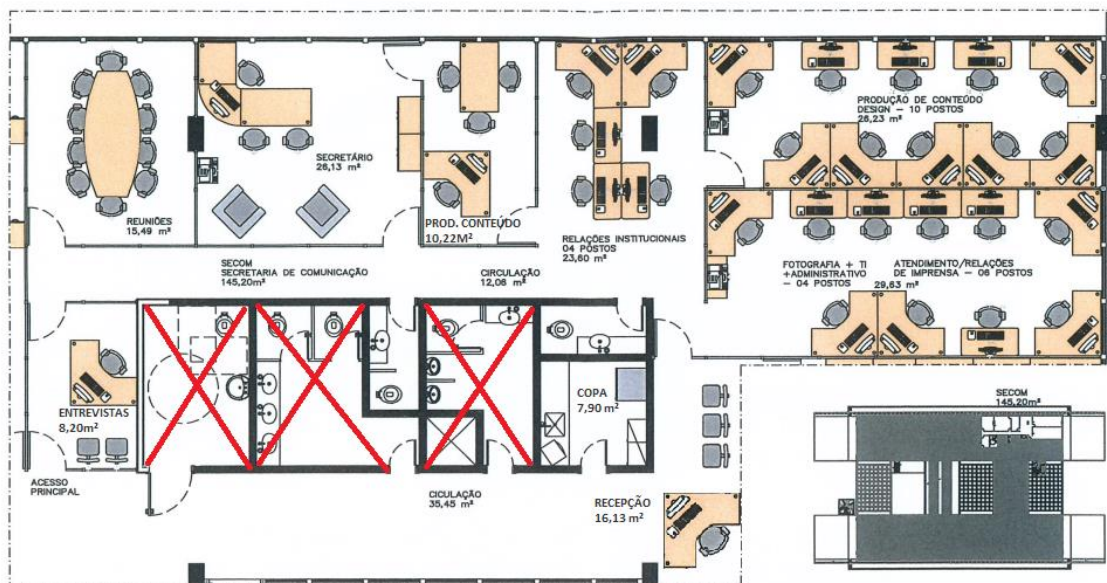 PRODUÇÃO DE CONTEÚDO
DESIGN - 10 POSTOS
26,23 m²
SECRETÁRIO
26,13 m²
REUNIÕES
15,49 m²
PROD. CONTEÚDO
10,22M²
RELAÇÕES INSTITUCIONAIS
04 POSTOS
23,60 m²
SECOM
SECRETARIA DE COMUNICAÇÃO
145,20m²
CIRCULAÇÃO
12,06 m²
FOTOGRAFIA + TI
+ADMINISTRATIVO
- 04 POSTOS
ATENDIMENTO/RELAÇÕES
DE IMPRENSA - 06 POSTOS
29,63 m²
ENTREVISTAS
8,20m²
COPA
7,90 m²
SECOM
145,20m²
ACESSO
PRINCIPAL
CICULAÇÃO
35,45 m²
RECEPÇÃO
16,13 m²